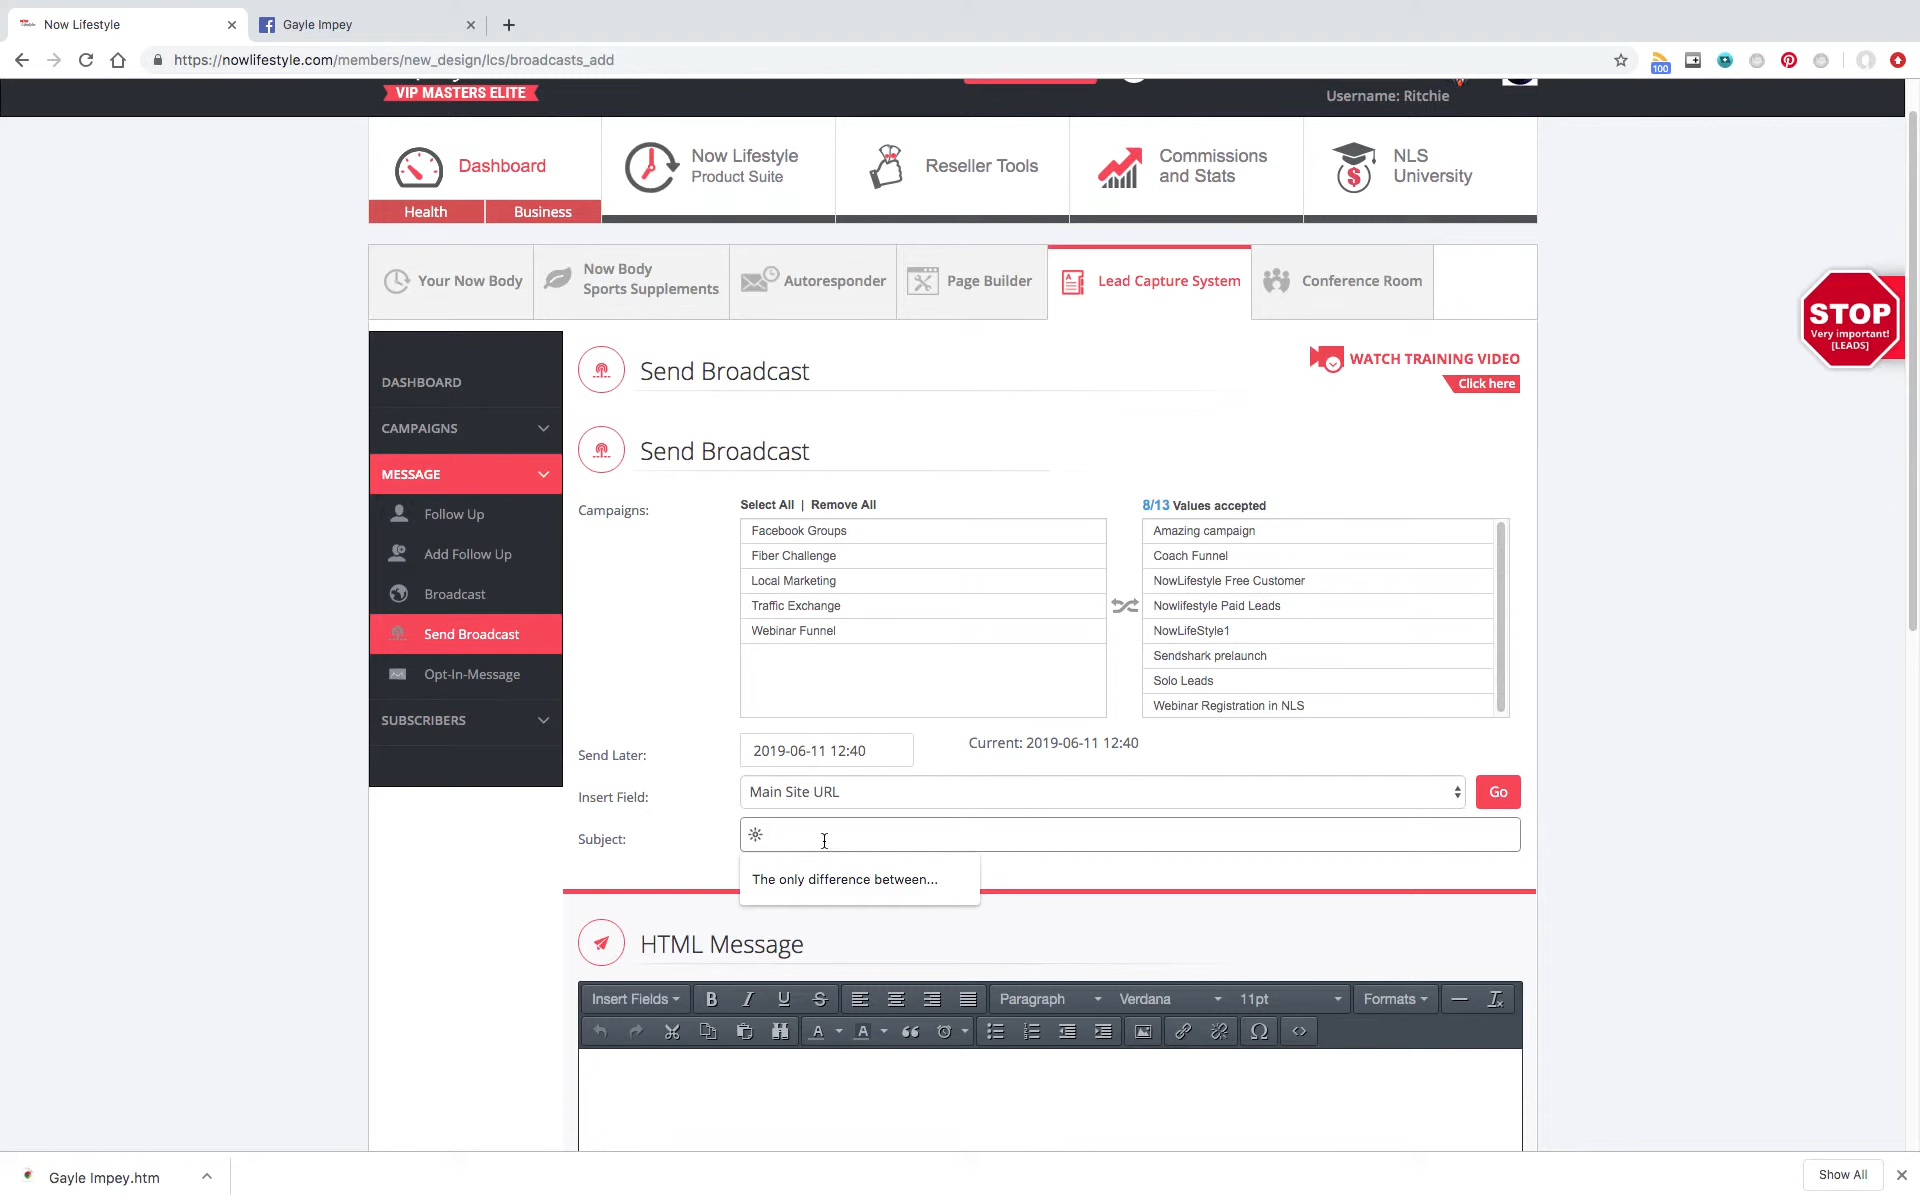 Now Lifestyle
Gayle Impey
https://nowlifestyle.com/members/new_design/lcs/broadcasts_add
100
VIP MASTERS ELITE
Username: Ritchie
Dashboard
Health
Business
Now Lifestyle
Product Suite
Reseller Tools
Commissions
and Stats
NLS
University
Your Now Body
Now Body
Sports Supplements
Autoresponder
Page Builder
Lead Capture System
Conference Room
STOP
Very important!
[LEADS]
DASHBOARD
CAMPAIGNS
MESSAGE
Follow Up
Add Follow Up
Broadcast
Send Broadcast
Opt-In-Message
SUBSCRIBERS
Send Broadcast
WATCH TRAINING VIDEO
Click here
Send Broadcast
Campaigns:
Select All | Remove All
Facebook Groups
Fiber Challenge
Local Marketing
Traffic Exchange
Webinar Funnel
8/13 Values accepted
Amazing campaign
Coach Funnel
NowLifestyle Free Customer
Nowlifestyle Paid Leads
NowLifeStyle1
Sendshark prelaunch
Solo Leads
Webinar Registration in NLS
Send Later:
2019-06-11 12:40
Current: 2019-06-11 12:40
Insert Field:
Main Site URL
Go
Subject:
The only difference between...
HTML Message
Insert Fields
Paragraph
Verdana
11pt
Formats
Gayle Impey.htm
Show All